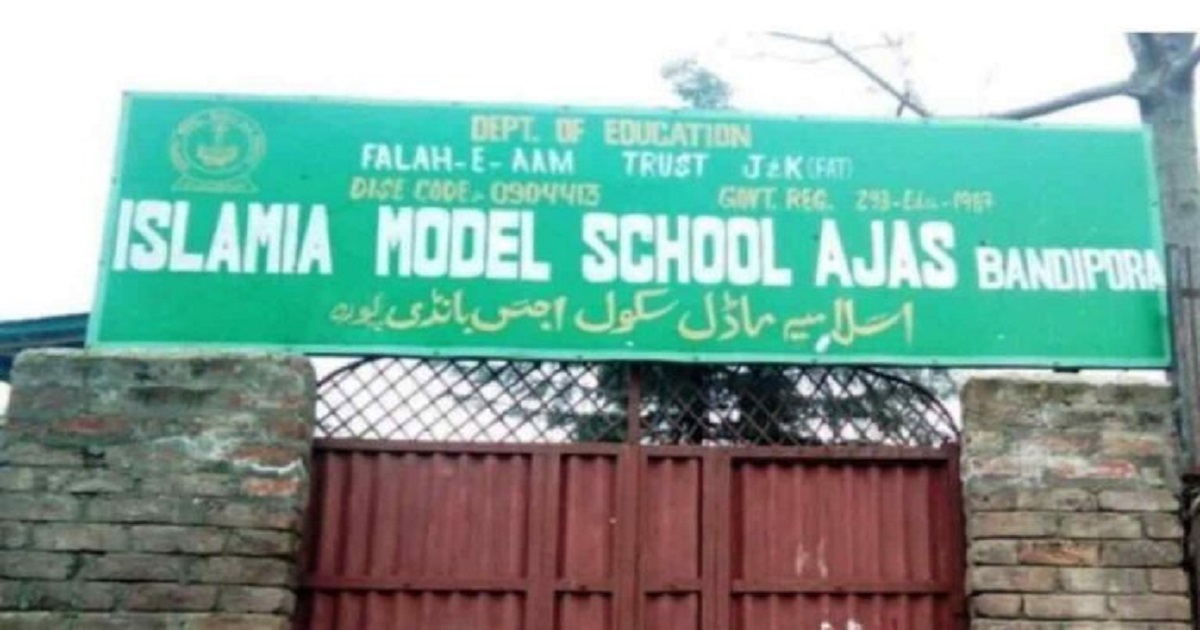 DEPT. OF EDUCATION
FALAH-E-AAM TRUST J&K (FAT)
DISE CODE:- 0904413 GOVT. REG. 293-Edu-1987
ISLAMIA MODEL SCHOOL AJAS BANDIPORA
اسلامیہ ماڈل سکول اجس بانڈی پورہ